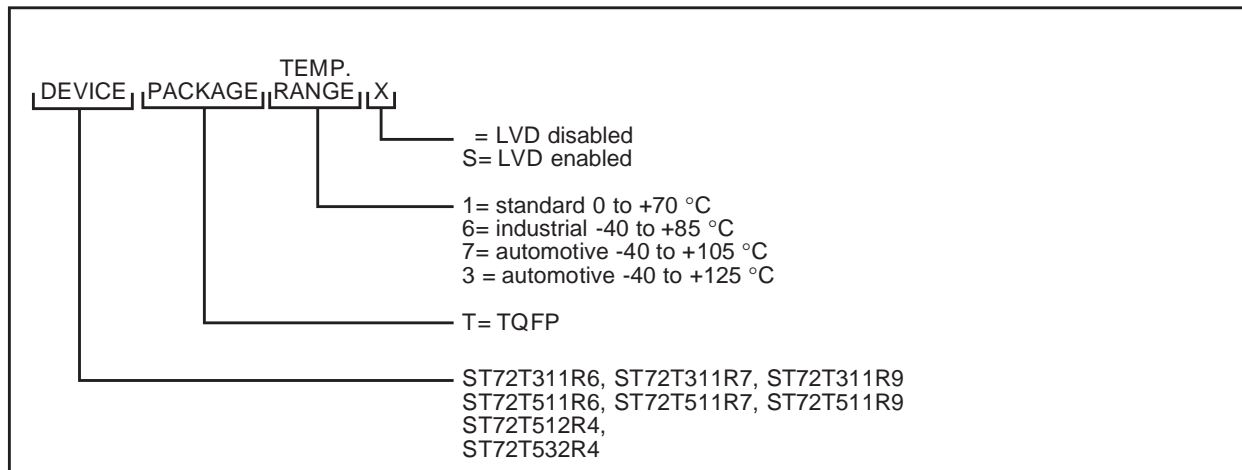 TEMP.
DEVICE PACKAGE RANGE X
= LVD disabled
S= LVD enabled
1= standard 0 to +70 °C
6= industrial -40 to +85 °C
7= automotive -40 to +105 °C
3 = automotive -40 to +125 °C
T= TQFP
ST72T311R6, ST72T311R7, ST72T311R9
ST72T511R6, ST72T511R7, ST72T511R9
ST72T512R4,
ST72T532R4